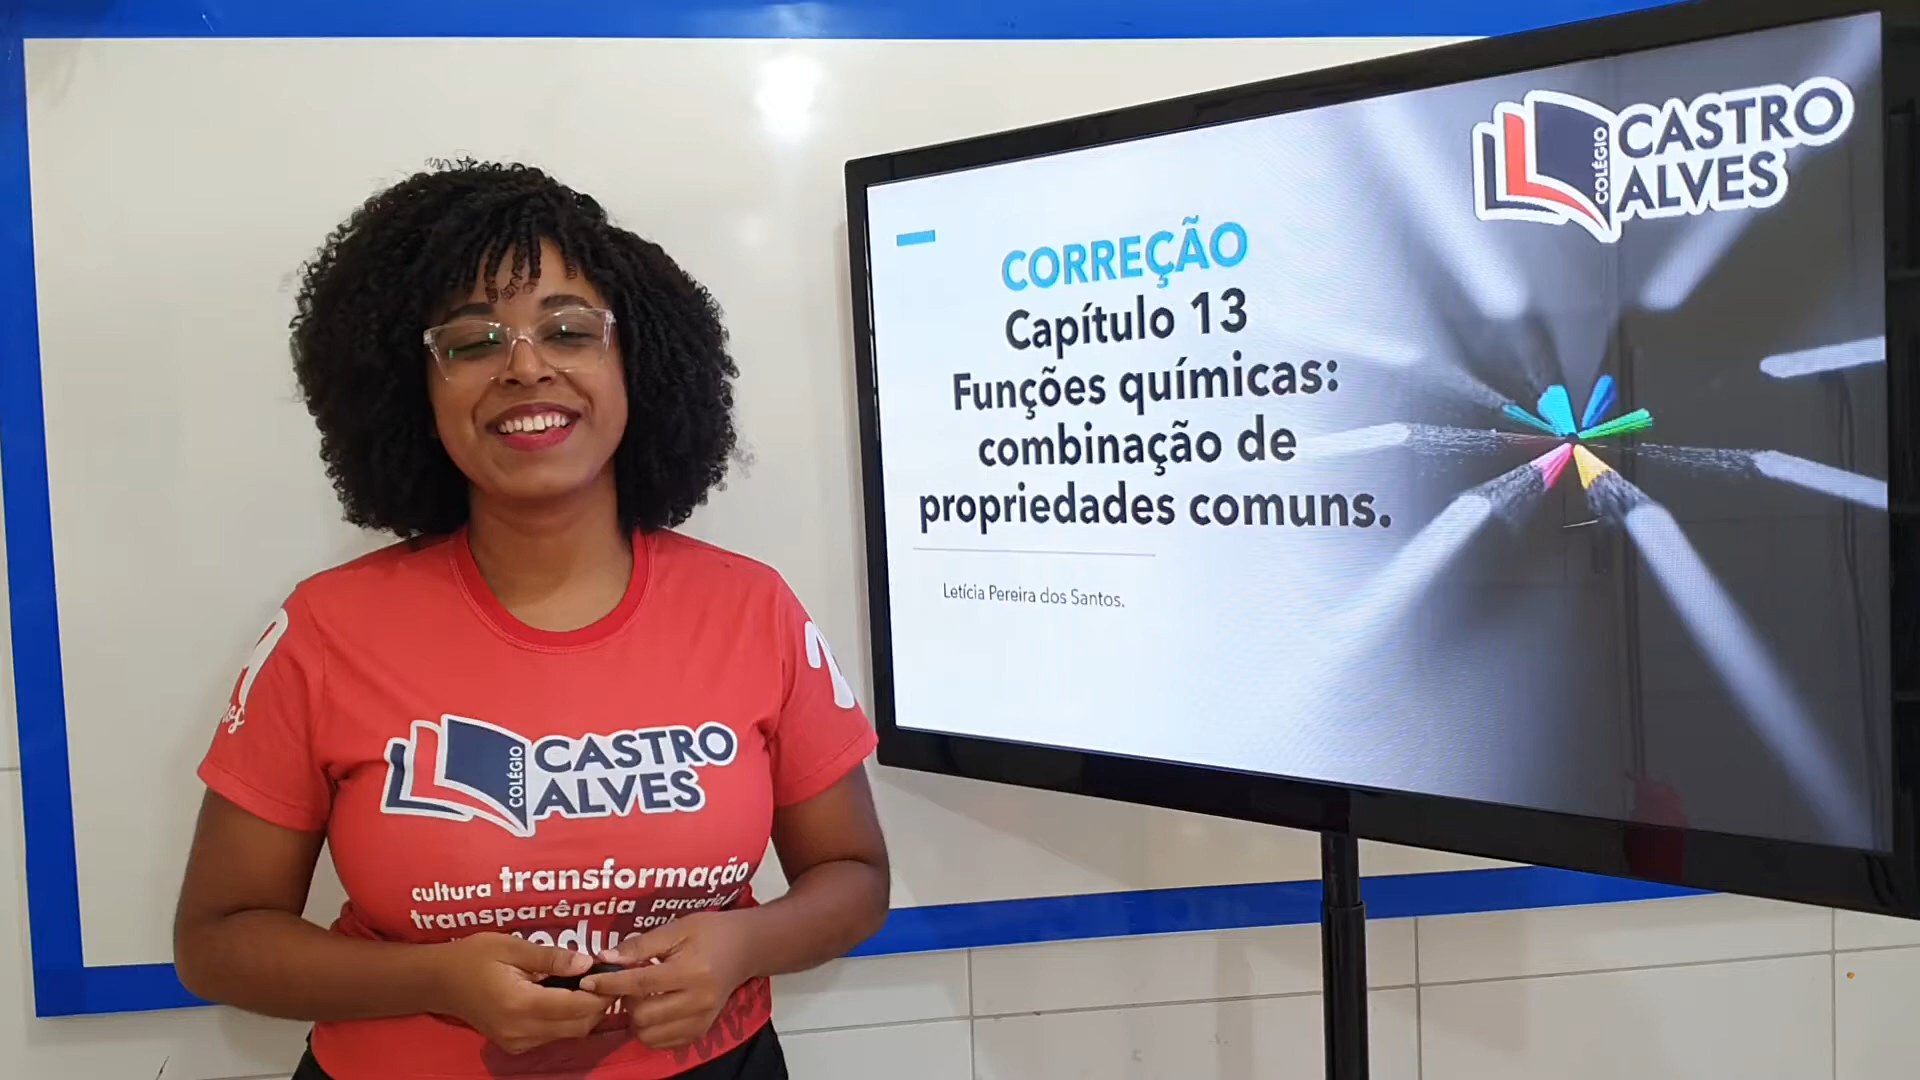 COLÉGIO
CASTRO
ALVES
CORREÇÃO
Capítulo 13
Funções químicas:
combinação de
propriedades comuns.
Letícia Pereira dos Santos.
COLÉGIO
CASTRO
ALVES
cultura transformação
transparência parceria